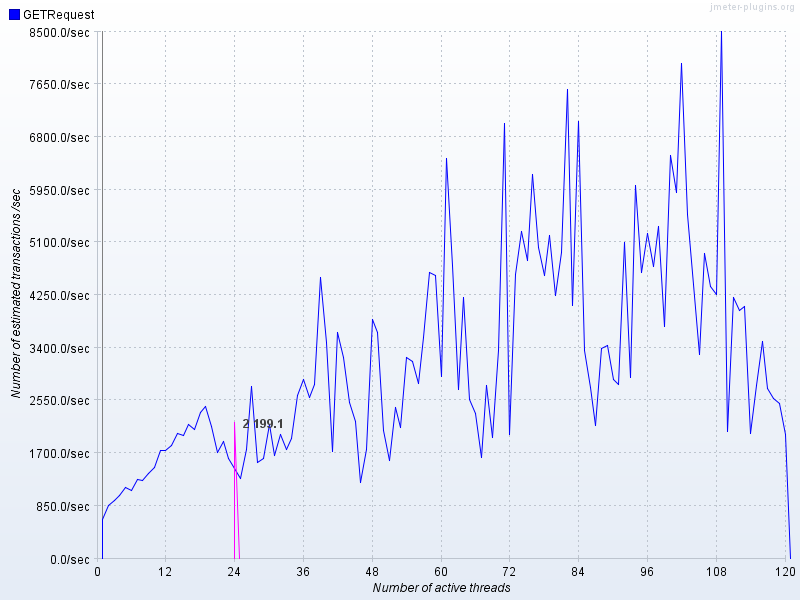 jmeter-plugins.org
GETRequest
8500.0/sec
7650.0/sec
6800.0/sec
5950.0/sec
5100.0/sec
4250.0/sec
3400.0/sec
2550.0/sec
1700.0/sec
850.0/sec
0.0/sec
Number of estimated transactions /sec
2 199.1
0 12 24 36 48 60 72 84 96 108 120
Number of active threads